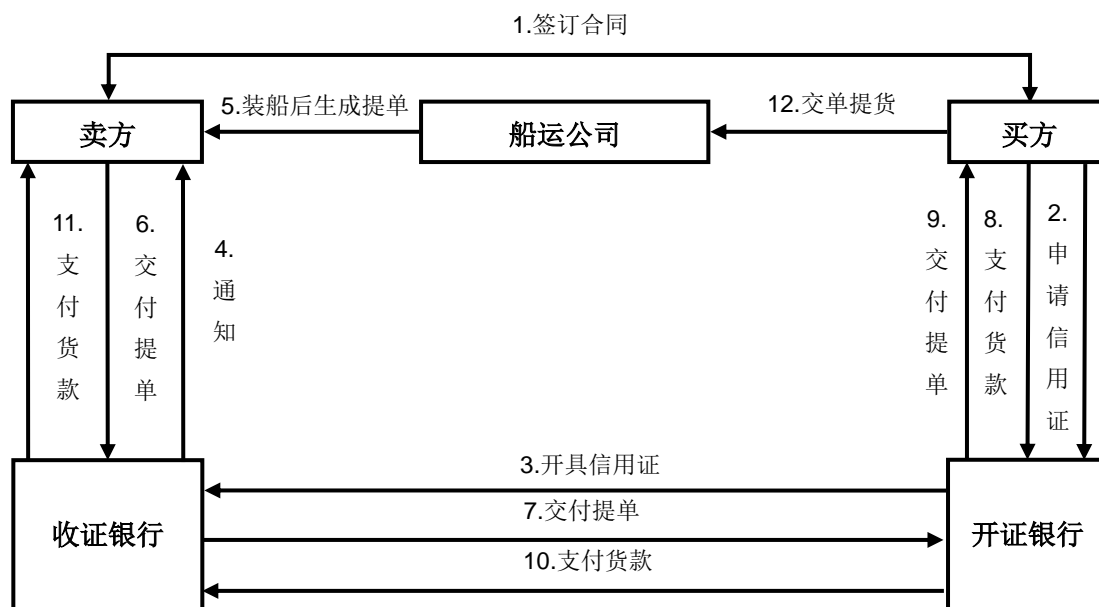 1.签订合同
5.装船后生成提单
12.交单提货
卖方
船运公司
买方
11.支付货款
6.交付提单
4.通知
9.交付提单
8.支付货款
2.申请信用证
3.开具信用证
7.交付提单
10.支付货款
收证银行
开证银行